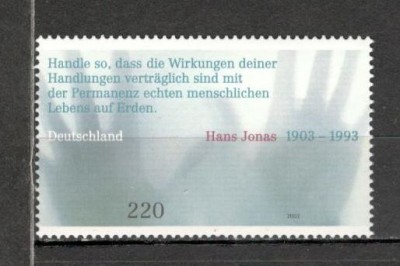 Handle so, dass die Wirkungen deiner
Handlungen verträglich sind mit
der Permanenz echten menschlichen
Lebens auf Erden.
Deutschland Hans Jonas 1903 – 1993
220 2003